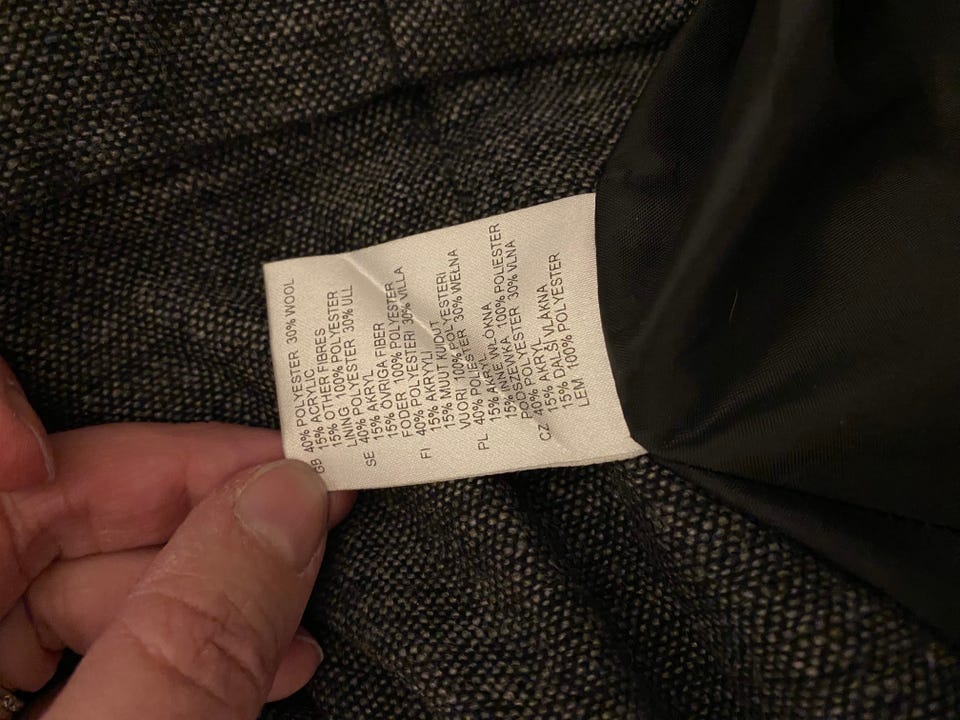 GB 40% POLYESTER 30% WOOL
15% ACRYLIC
15% OTHER FIBRES
LINING 100% POLYESTER
SE 40% POLYESTER 30% ULL
15% AKRYL
15% ÖVRIGA FIBER
FODER 100% POLYESTER
FI 40% POLYESTERI 30% VILLA
15% AKRYYLI
15% MUUT KUIDUT
VUORI 100% POLYESTERI
PL 40% POLIESTER 30% WEŁNA
15% AKRYL
15% INNE WŁÓKNA
PODSZEWKA 100% POLIESTER
CZ 40% POLYESTER 30% VLNA
15% AKRYL
15% DALŠÍ VLÁKNA
LEM 100% POLYESTER